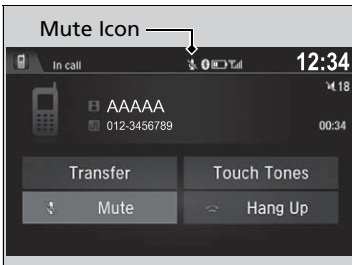 Mute Icon
In call
12:34
18
AAAAA
012-3456789
00:34
Transfer
Touch Tones
Mute
Hang Up